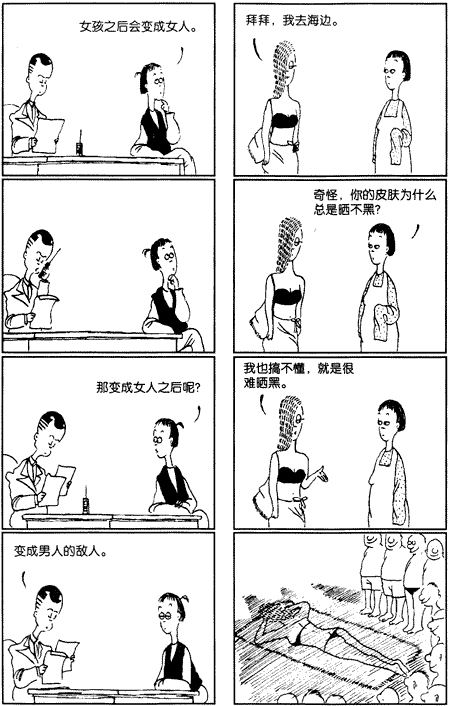 女孩之后会变成女人。
那变成女人之后呢?
变成男人的敌人。
拜拜，我去海边。
奇怪，你的皮肤为什么
总是晒不黑?
我也搞不懂，就是很
难晒黑。